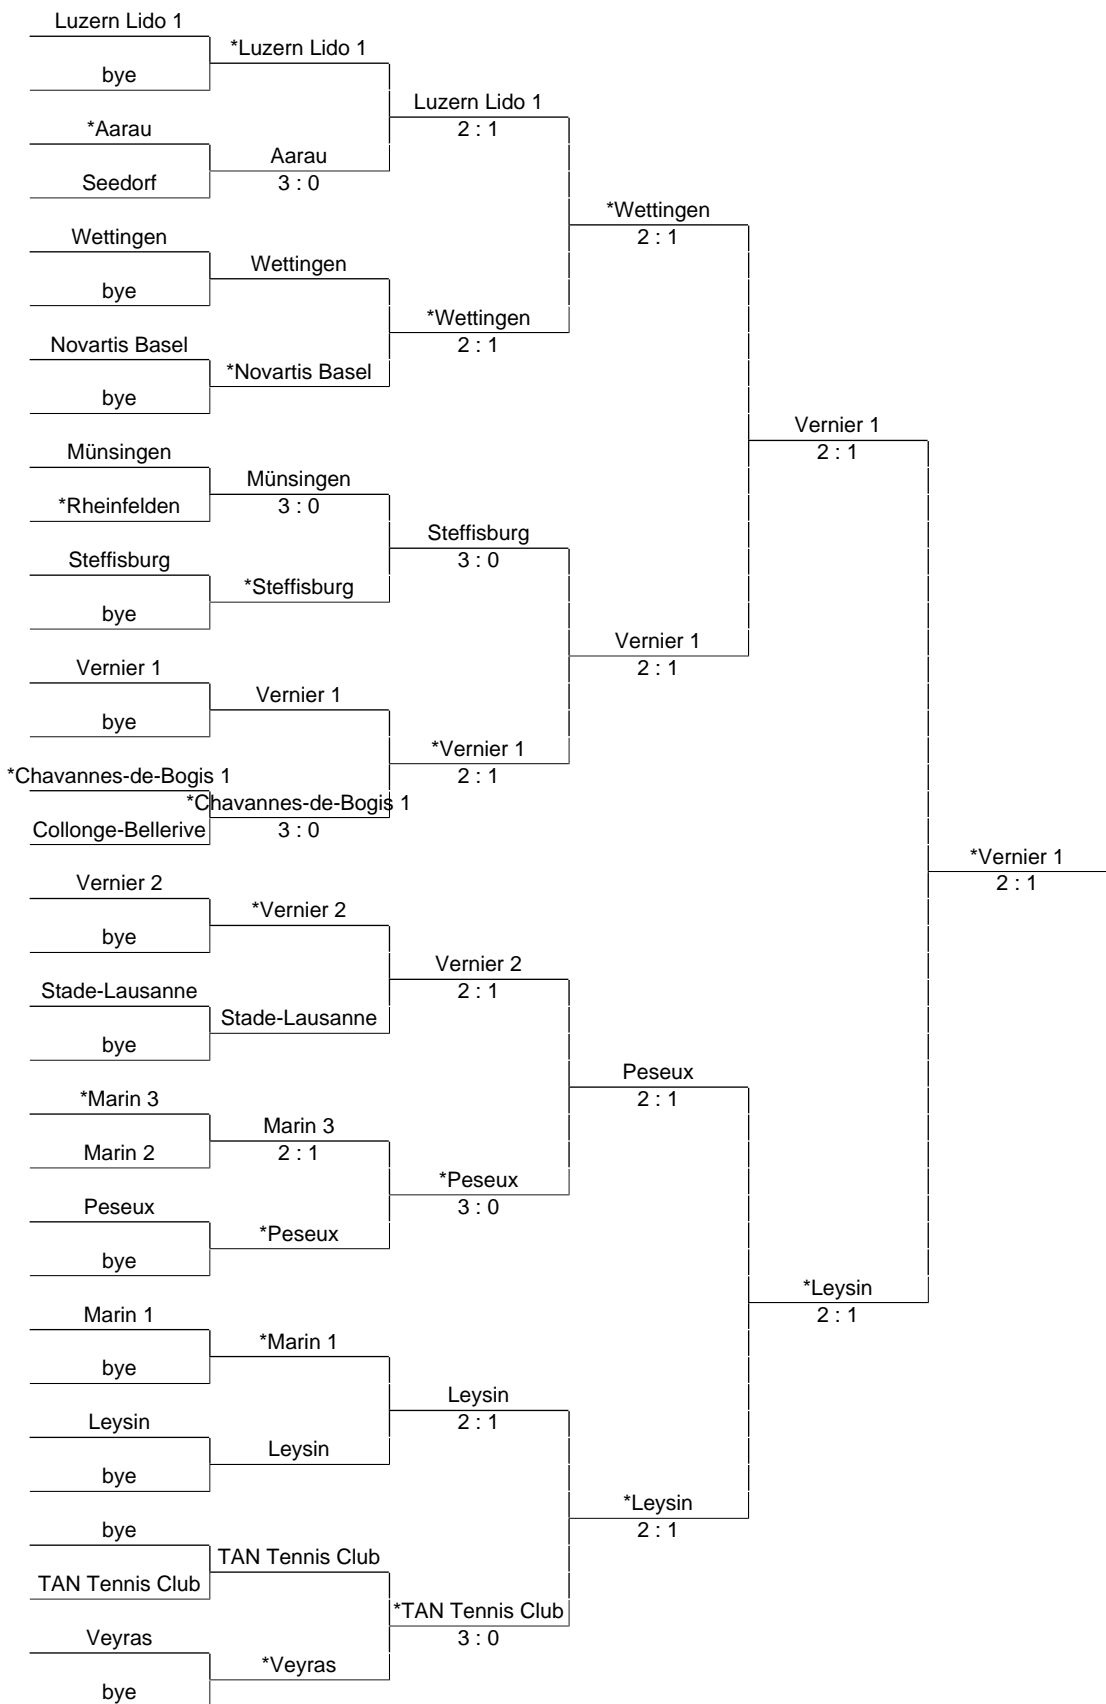 Luzern Lido 1
*Luzern Lido 1
bye
Luzern Lido 1
2 : 1
*Aarau
Aarau
3 : 0
Seedorf
*Wettingen
2 : 1
Wettingen
Wettingen
bye
*Wettingen
2 : 1
Novartis Basel
*Novartis Basel
bye
Vernier 1
2 : 1
Münsingen
Münsingen
3 : 0
*Rheinfelden
Steffisburg
3 : 0
Steffisburg
*Steffisburg
bye
Vernier 1
2 : 1
Vernier 1
Vernier 1
bye
*Vernier 1
2 : 1
*Chavannes-de-Bogis 1
*Chavannes-de-Bogis 1
3 : 0
Collonge-Bellerive
*Vernier 1
2 : 1
Vernier 2
*Vernier 2
bye
Vernier 2
2 : 1
Stade-Lausanne
Stade-Lausanne
bye
Peseux
2 : 1
*Marin 3
Marin 3
2 : 1
Marin 2
*Peseux
3 : 0
Peseux
*Peseux
bye
*Leysin
2 : 1
Marin 1
*Marin 1
bye
Leysin
2 : 1
Leysin
Leysin
bye
*Leysin
2 : 1
bye
TAN Tennis Club
TAN Tennis Club
*TAN Tennis Club
3 : 0
Veyras
*Veyras
bye